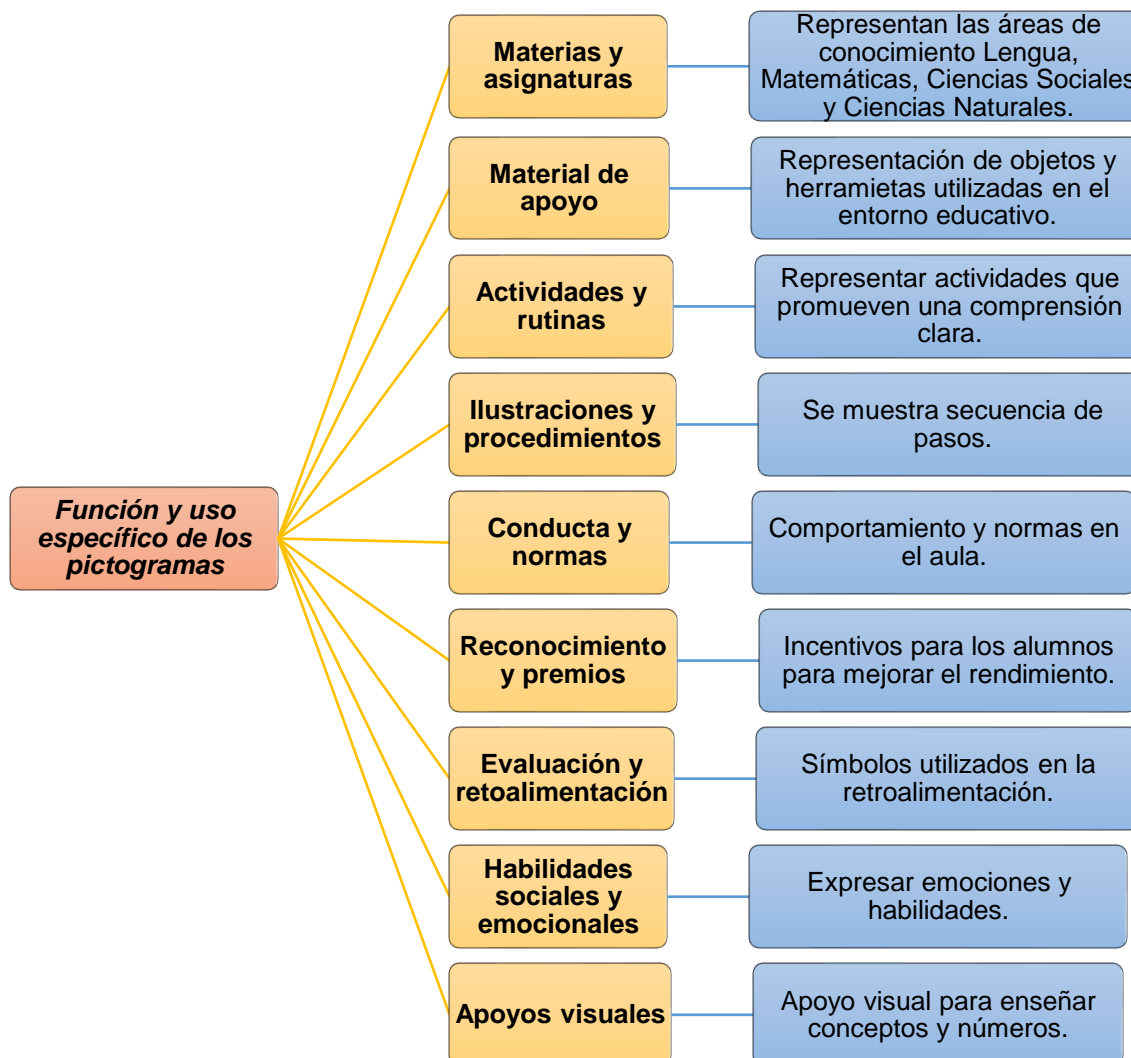 Función y uso
específico de los
pictogramas
Materias y
asignaturas
Representan las áreas de
conocimiento Lengua,
Matemáticas, Ciencias Sociales
y Ciencias Naturales.
Material de
apoyo
Representación de objetos y
herramietas utilizadas en el
entorno educativo.
Actividades y
rutinas
Representar actividades que
promueven una comprensión
clara.
Ilustraciones y
procedimientos
Se muestra secuencia de
pasos.
Conducta y
normas
Comportamiento y normas en
el aula.
Reconocimiento
y premios
Incentivos para los alumnos
para mejorar el rendimiento.
Evaluación y
retoalimentación
Símbolos utilizados en la
retroalimentación.
Habilidades
sociales y
emocionales
Expresar emociones y
habilidades.
Apoyos visuales
Apoyo visual para enseñar
conceptos y números.